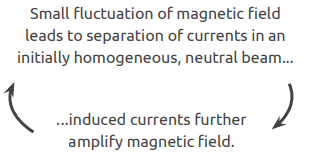 Small fluctuation of magnetic field
leads to separation of currents in an
initially homogeneous, neutral beam...
...induced currents further
amplify magnetic field.